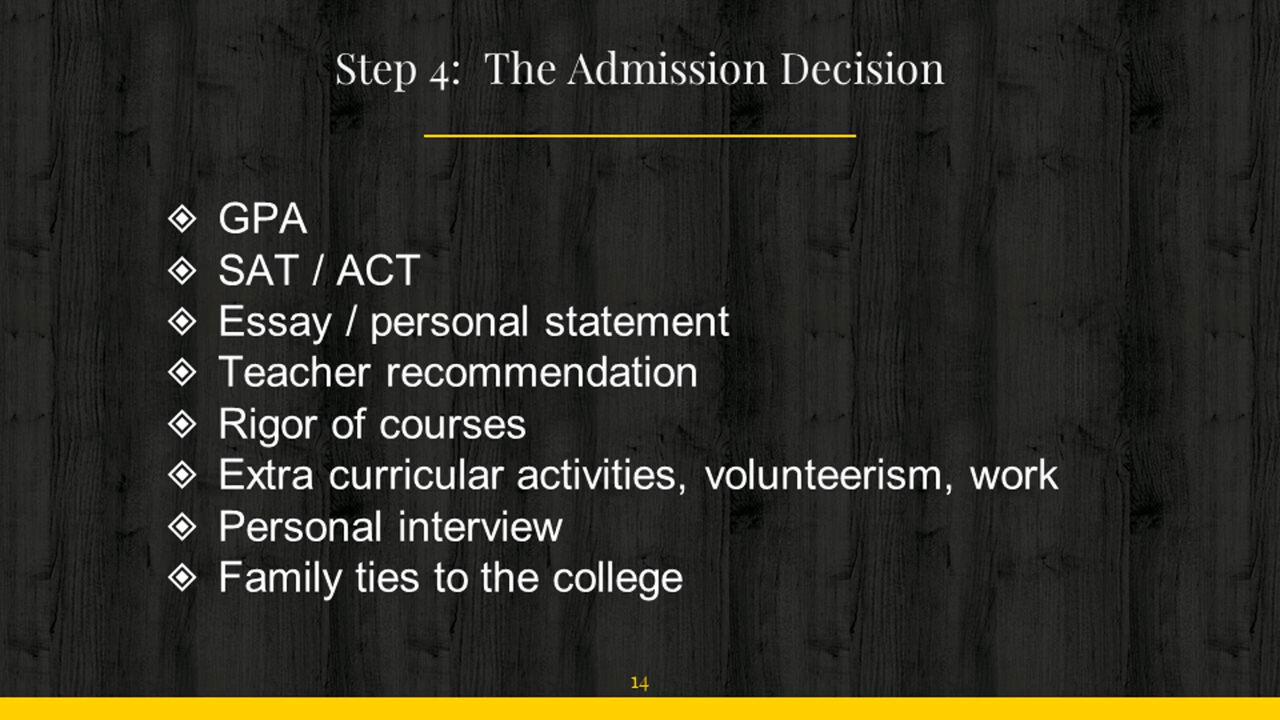 Step 4:  The Admission Decision
◈ GPA
◈ SAT / ACT
◈ Essay / personal statement
◈ Teacher recommendation
◈ Rigor of courses
◈ Extra curricular activities, volunteerism, work
◈ Personal interview
◈ Family ties to the college
14